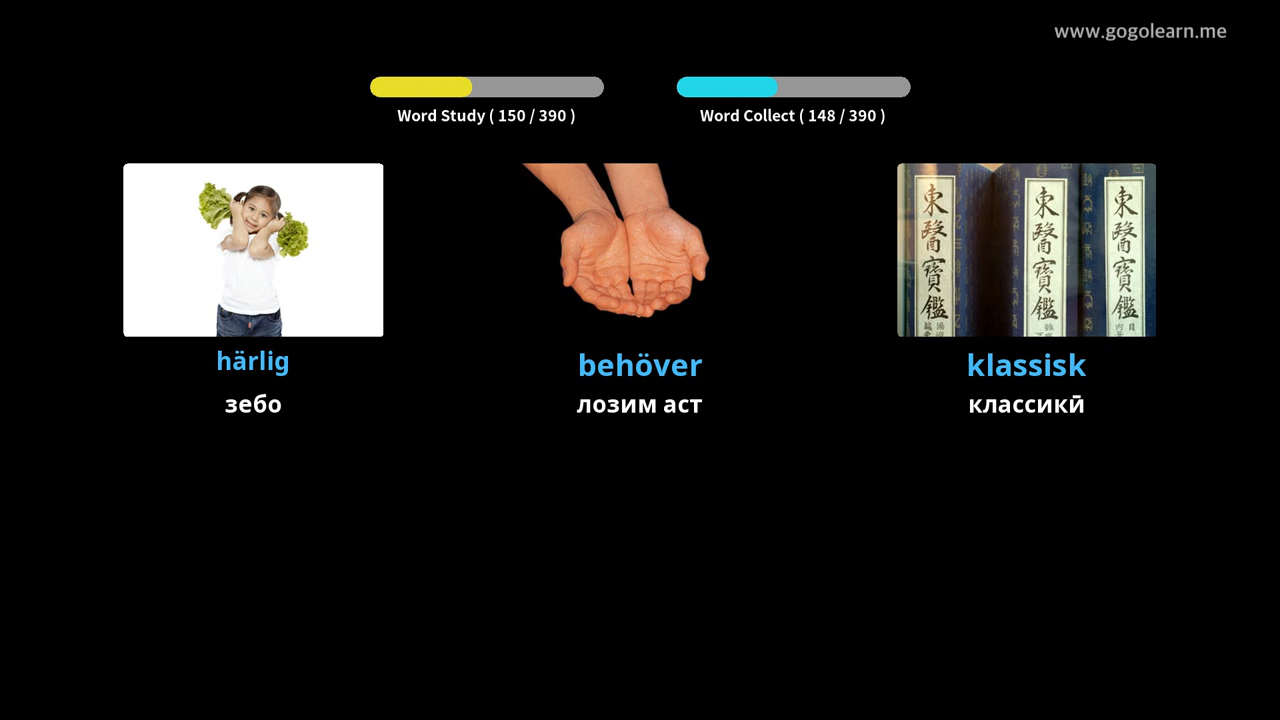 www.gogolearn.me
Word Study ( 150 / 390 )
Word Collect ( 148 / 390 )
東醫寶鑑
東醫寶鑑
東醫寶鑑
härlig
behöver
klassisk
зебо
лозим аст
классикӣ